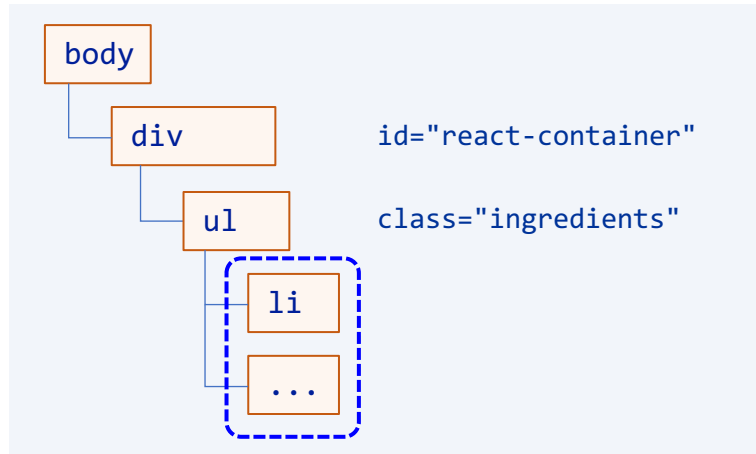 body
div id="react-container"
ul class="ingredients"
li
...